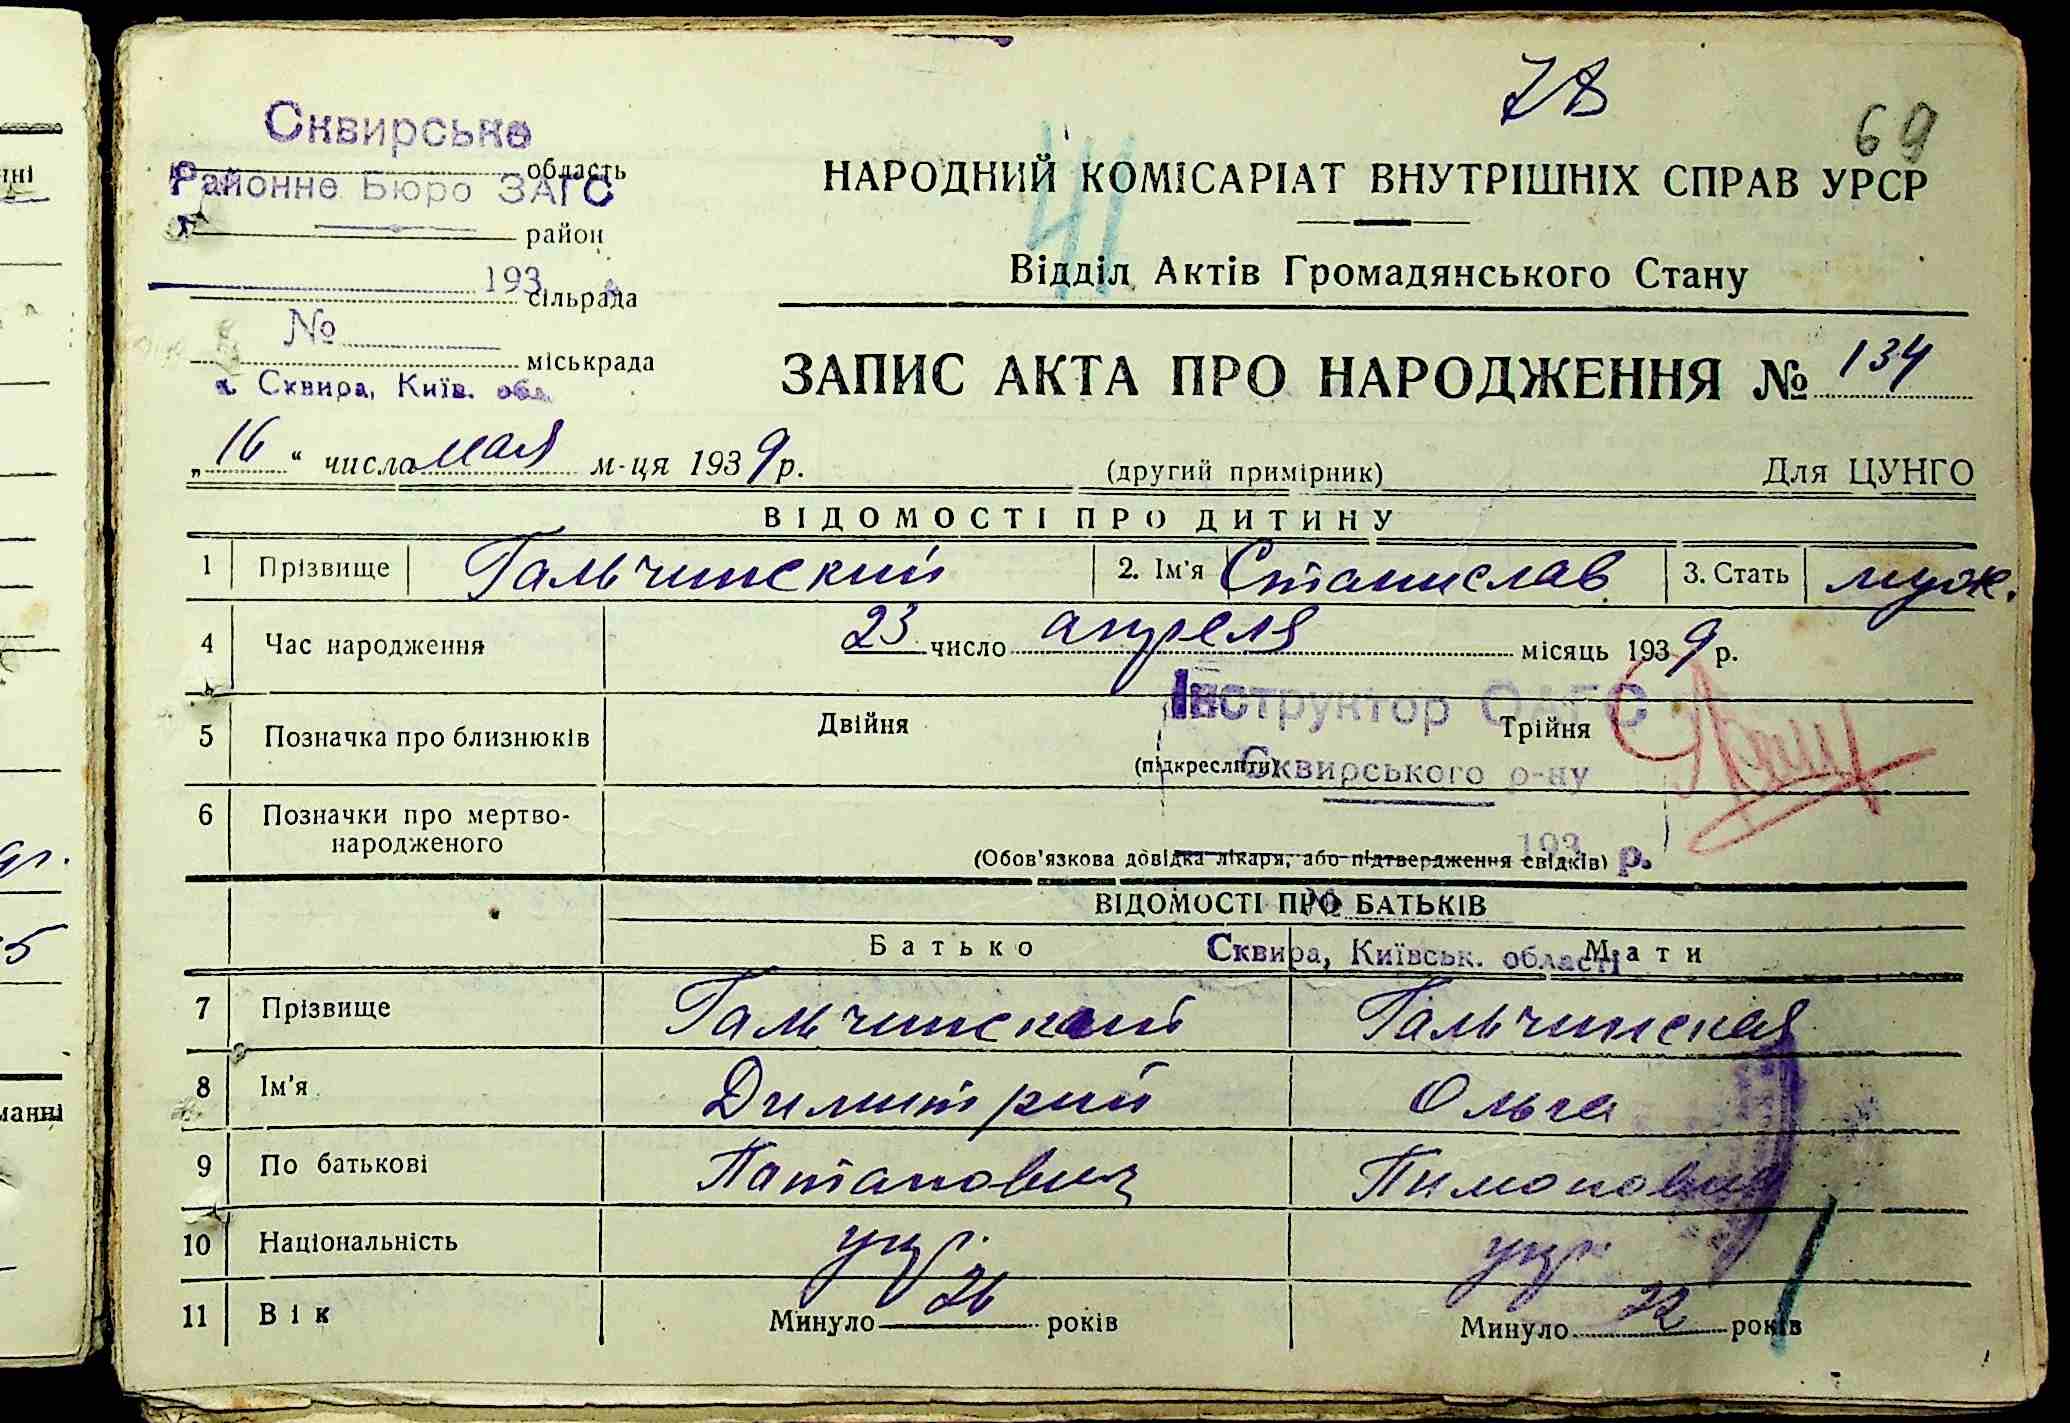 78
69
41
Сквирське
область
Районне Бюро ЗАГС
район
193
сільрада
№
міськрада
м. Сквира, Київ. обл.
НАРОДНИЙ КОМІСАРІАТ ВНУТРІШНІХ СПРАВ УРСР
Відділ Актів Громадянського Стану
ЗАПИС АКТА ПРО НАРОДЖЕННЯ № 134
„16“ числа мая м-ця 1939 р. (другий примірник) Для ЦУНГО
ВІДОМОСТІ ПРО ДИТИНУ
1 Прізвище Гальчинский 2. Ім'я Станислав 3. Стать муж.
4 Час народження 23 число апреля місяць 1939 р.
Інструктор ОАГС
5 Позначка про близнюків Двійня Трійня
(підкреслити)
Сквирського р-ну
6 Позначки про мертво-
народженого
193 р.
(Обов'язкова довідка лікаря, або підтвердження свідків)
ВІДОМОСТІ ПРО БАТЬКІВ
Батько Мати
Сквира, Київськ. області
7 Прізвище Гальчинский Гальчинская
8 Ім'я Димитрий Ольга
9 По батькові Патапович Пимоновна
10 Національність укр. укр.
11 Вік Минуло 26 років Минуло 22 років